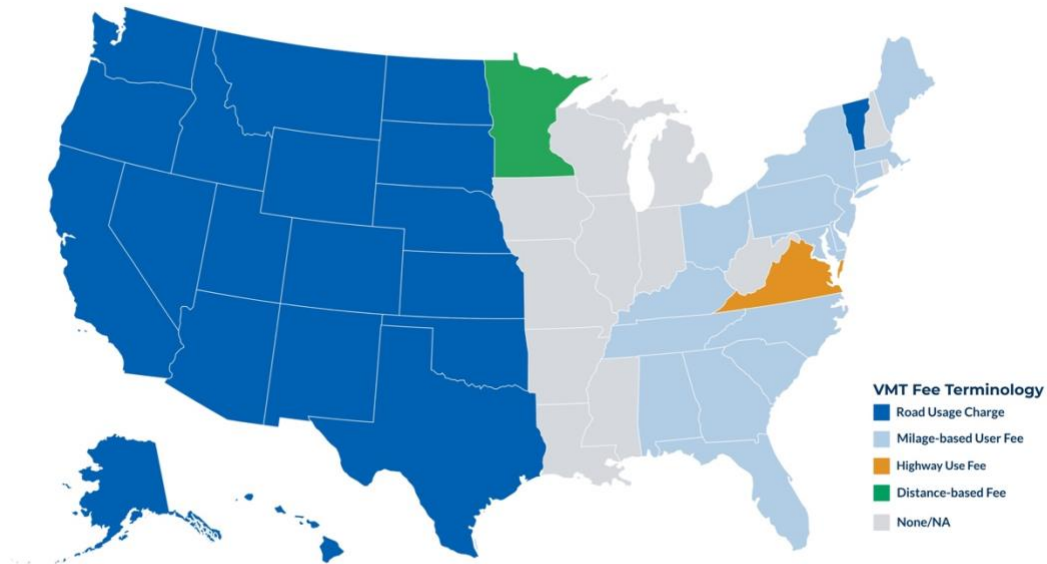 VMT Fee Terminology
Road Usage Charge
Milage-based User Fee
Highway Use Fee
Distance-based Fee
None/NA